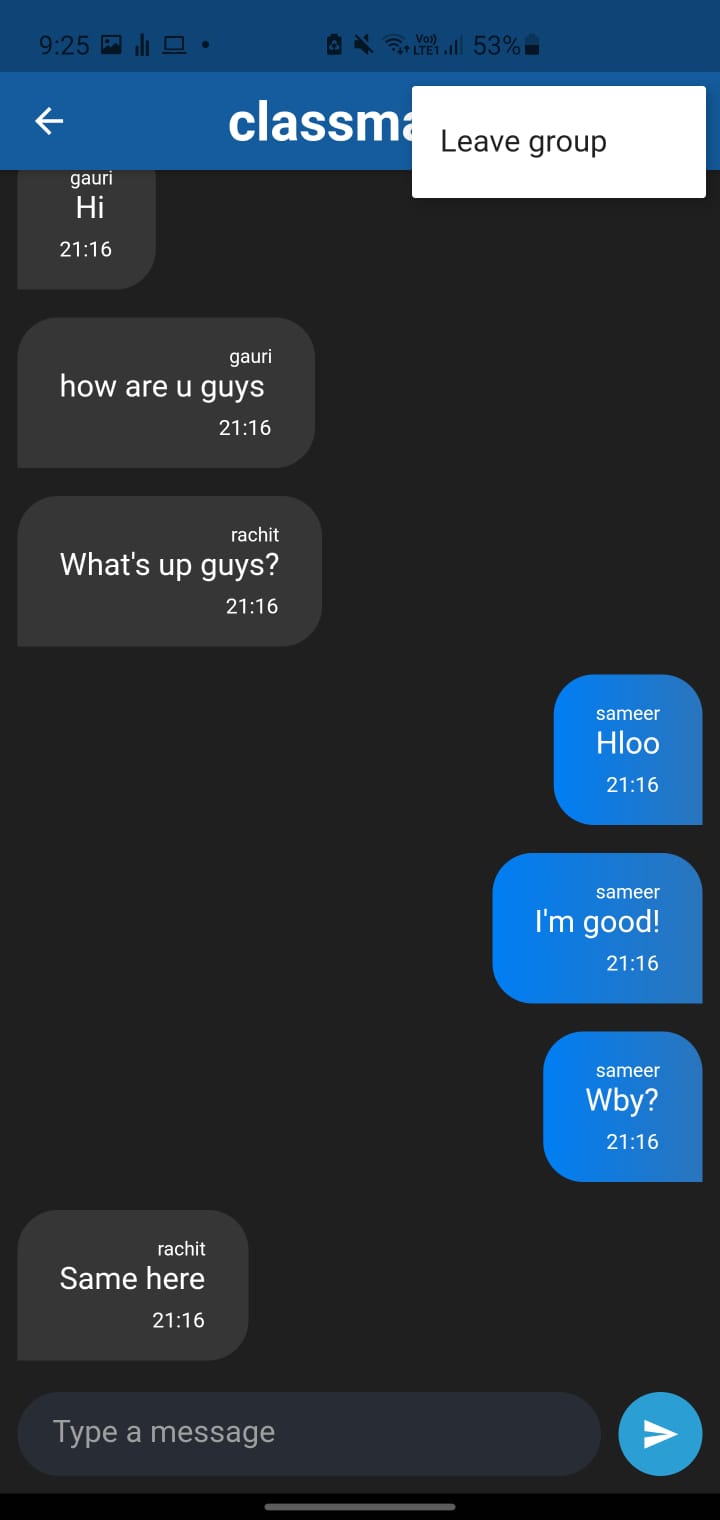 9:25 53%
classma
Leave group
gauri
Hi
21:16
gauri
how are u guys
21:16
rachit
What's up guys?
21:16
sameer
Hloo
21:16
sameer
I'm good!
21:16
sameer
Wby?
21:16
rachit
Same here
21:16
Type a message